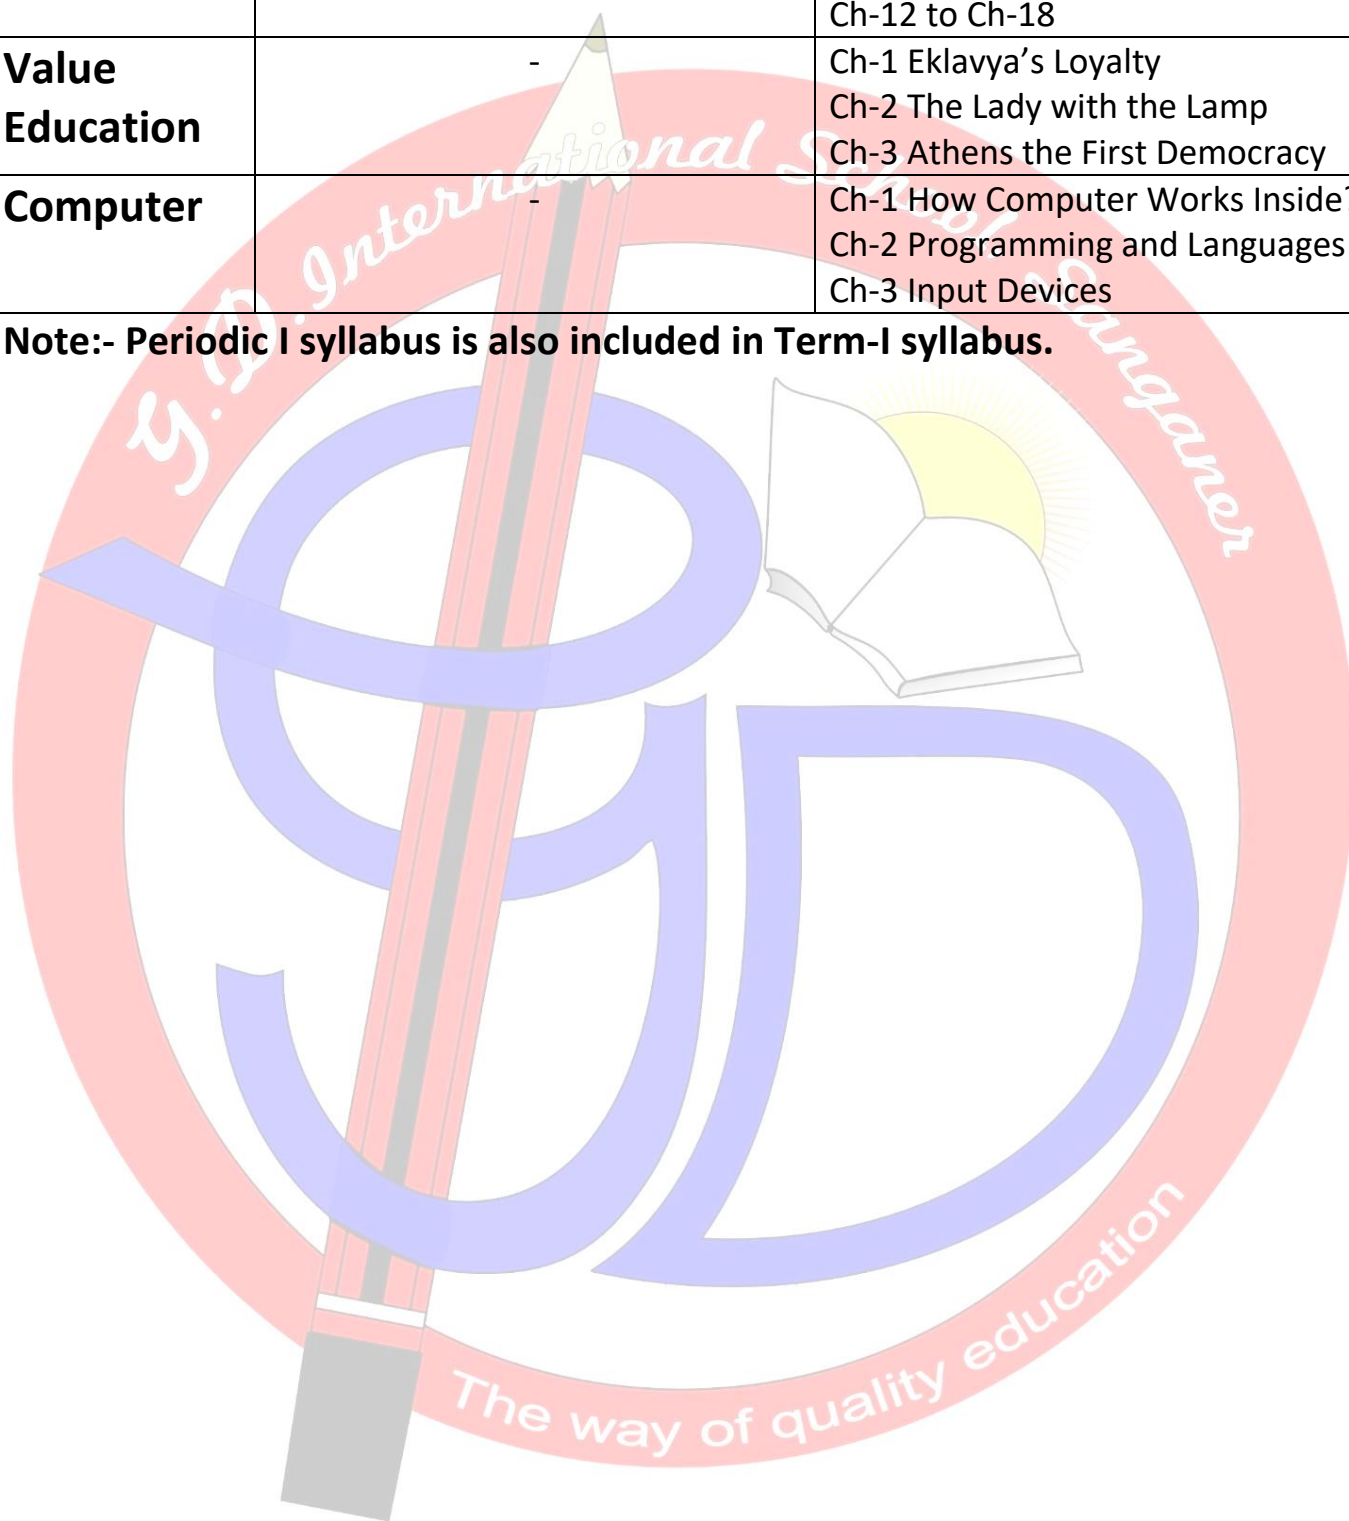 Ch-12 to Ch-18
Value
Education
-
Ch-1 Eklavya’s Loyalty
Ch-2 The Lady with the Lamp
Ch-3 Athens the First Democracy
Computer
-
Ch-1 How Computer Works Inside?
Ch-2 Programming and Languages
Ch-3 Input Devices
Note:- Periodic I syllabus is also included in Term-I syllabus.
G.D.International School Sanganer
The way of quality education